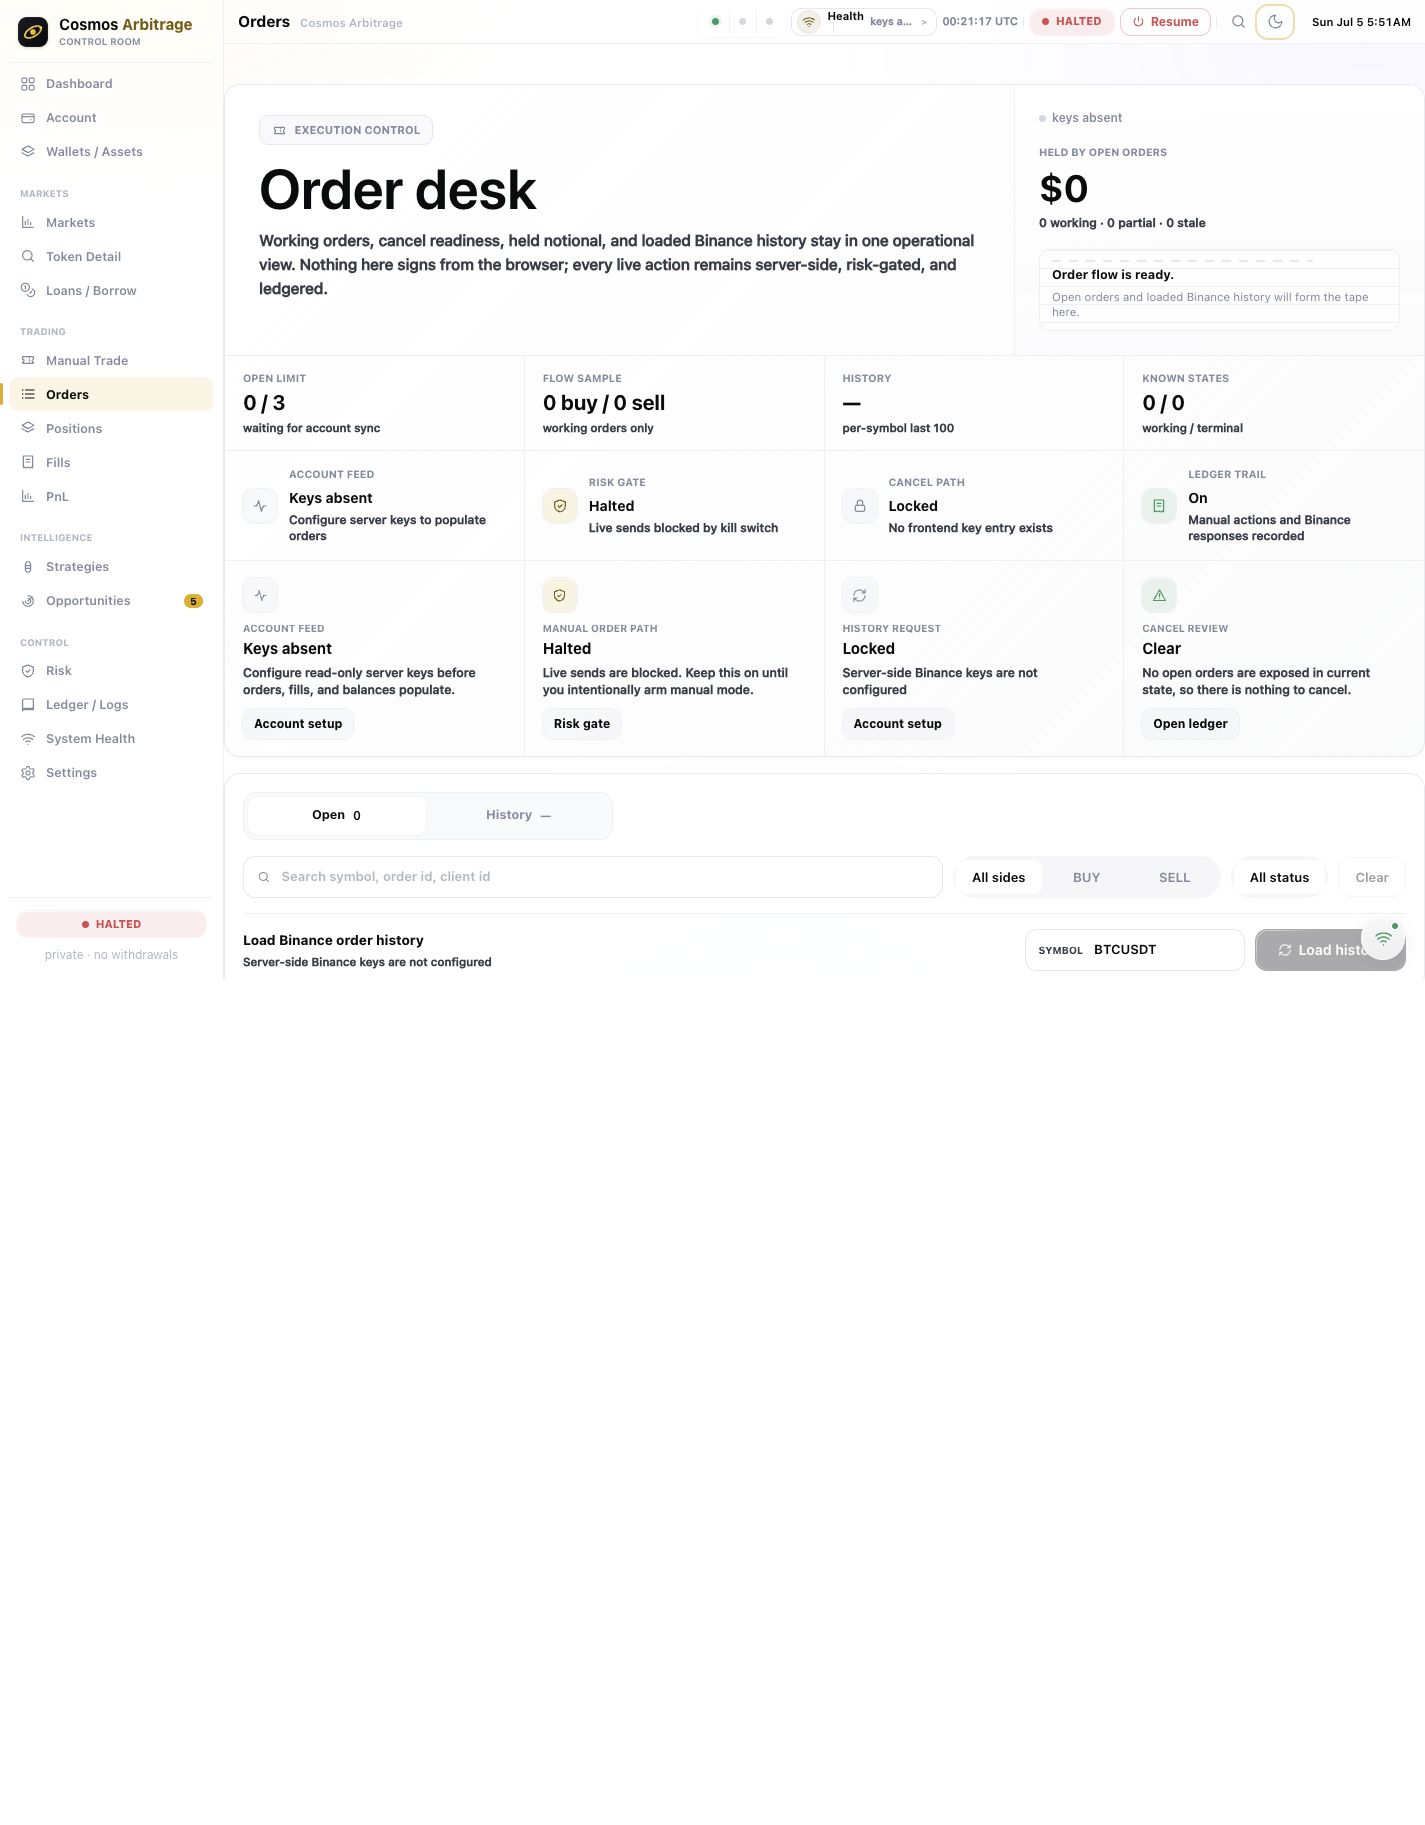 Cosmos Arbitrage
CONTROL ROOM
Dashboard
Account
Wallets / Assets
MARKETS
Markets
Token Detail
Loans / Borrow
TRADING
Manual Trade
Orders
Positions
Fills
PnL
INTELLIGENCE
Strategies
Opportunities 5
CONTROL
Risk
Ledger / Logs
System Health
Settings
HALTED
private · no withdrawals
Orders Cosmos Arbitrage
Health keys a... > 00:21:17 UTC HALTED Resume Sun Jul 5 5:51AM
EXECUTION CONTROL
Order desk
Working orders, cancel readiness, held notional, and loaded Binance history stay in one operational
view. Nothing here signs from the browser; every live action remains server-side, risk-gated, and
ledgered.
keys absent
HELD BY OPEN ORDERS
$0
0 working · 0 partial · 0 stale
Order flow is ready.
Open orders and loaded Binance history will form the tape
here.
OPEN LIMIT
0 / 3
waiting for account sync
FLOW SAMPLE
0 buy / 0 sell
working orders only
HISTORY
—
per-symbol last 100
KNOWN STATES
0 / 0
working / terminal
ACCOUNT FEED
Keys absent
Configure server keys to populate
orders
RISK GATE
Halted
Live sends blocked by kill switch
CANCEL PATH
Locked
No frontend key entry exists
LEDGER TRAIL
On
Manual actions and Binance
responses recorded
ACCOUNT FEED
Keys absent
Configure read-only server keys before
orders, fills, and balances populate.
Account setup
MANUAL ORDER PATH
Halted
Live sends are blocked. Keep this on until
you intentionally arm manual mode.
Risk gate
HISTORY REQUEST
Locked
Server-side Binance keys are not
configured
Account setup
CANCEL REVIEW
Clear
No open orders are exposed in current
state, so there is nothing to cancel.
Open ledger
Open 0 History —
Search symbol, order id, client id
All sides BUY SELL All status Clear
Load Binance order history
Server-side Binance keys are not configured
SYMBOL BTCUSDT
Load histo